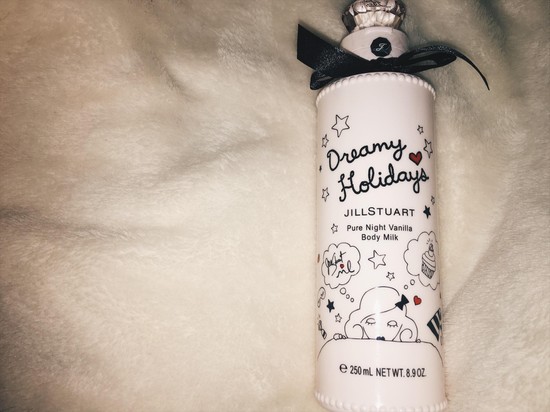 Dreamy
Holidays
JILLSTUART
Pure Night Vanilla
Body Milk
℮ 250 mL NET WT. 8.9 OZ.